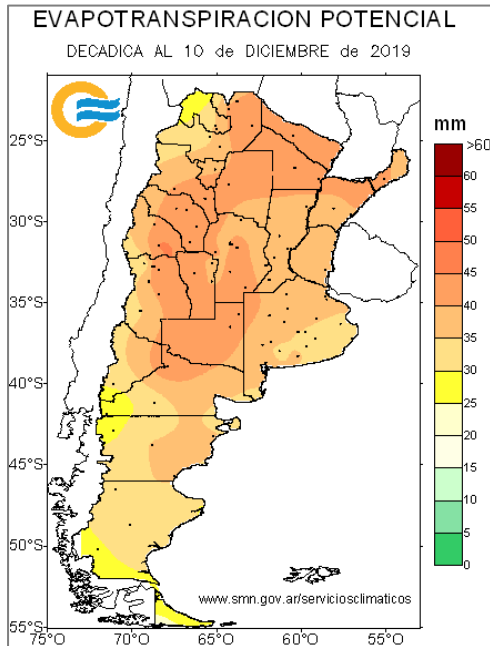 EVAPOTRANSPIRACION POTENCIAL
DECADICA AL 10 de DICIEMBRE de 2019
mm
>60
60
55
50
45
40
35
30
25
20
15
10
5
0
25°S
30°S
35°S
40°S
45°S
50°S
55°S
75°O
70°O
65°O
60°O
55°O
www.smn.gov.ar/serviciosclimaticos